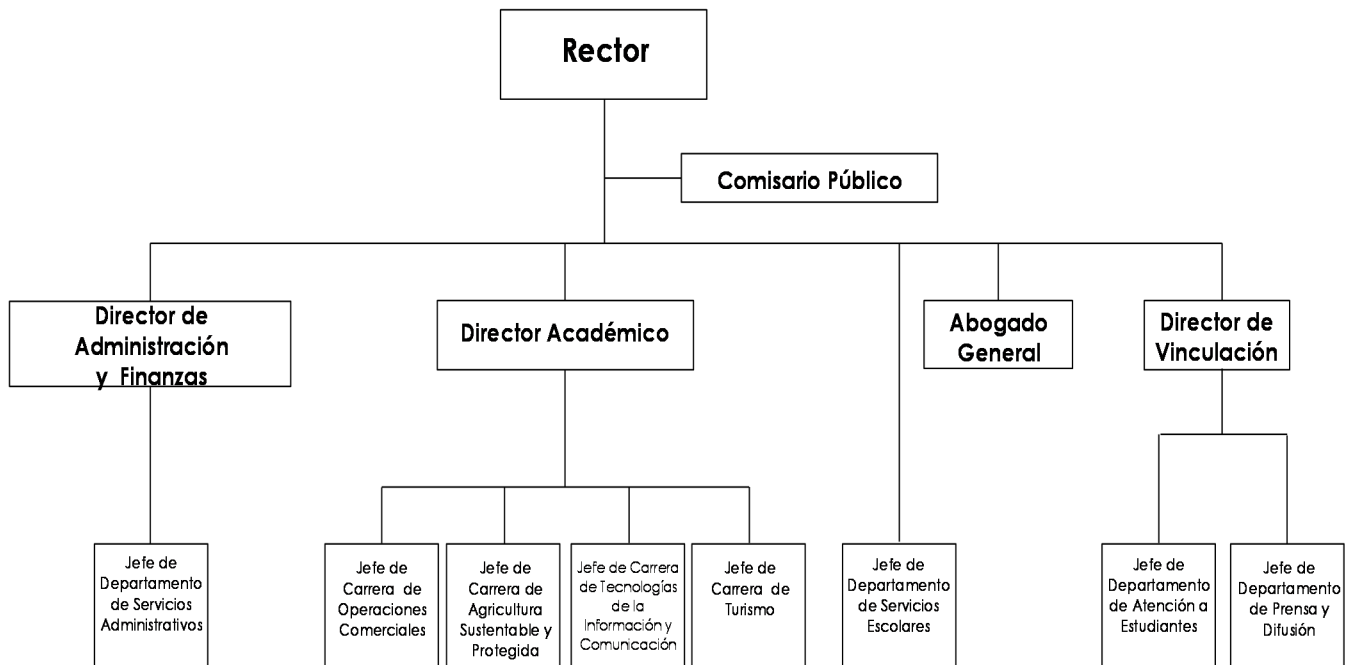 Rector
Comisario Público
Director de
Administración
y Finanzas
Director Académico
Abogado
General
Director de
Vinculación
Jefe de
Departamento
de Servicios
Administrativos
Jefe de
Carrera de
Operaciones
Comerciales
Jefe de
Carrera de
Agricultura
Sustentable y
Protegida
Jefe de Carrera
de Tecnologías
de la
Información y
Comunicación
Jefe de
Carrera de
Turismo
Jefe de
Departamento
de Servicios
Escolares
Jefe de
Departamento
de Atención a
Estudiantes
Jefe de
Departamento
de Prensa y
Difusión